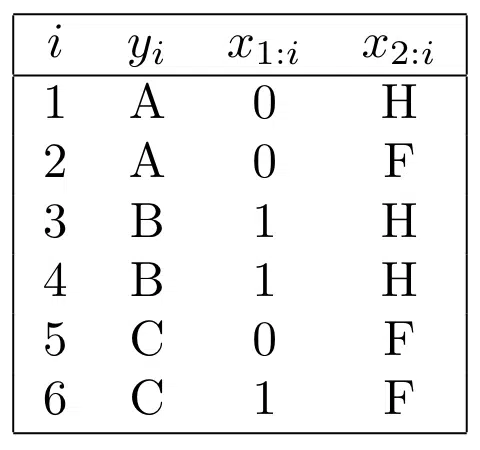 i y_i x_{1:i} x_{2:i}
1 A 0 H
2 A 0 F
3 B 1 H
4 B 1 H
5 C 0 F
6 C 1 F